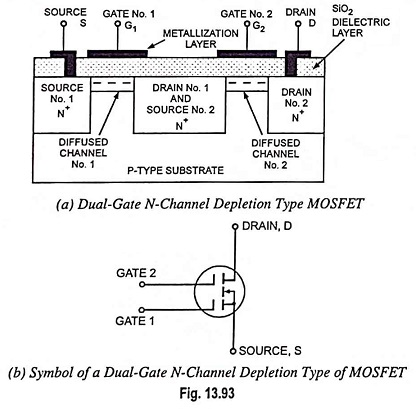 SOURCE
S
GATE No. 1
G1
METALLIZATION
LAYER
GATE No. 2
G2
DRAIN
D
SiO2
DIELECTRIC
LAYER
SOURCE
No. 1
N+
DRAIN No. 1
AND
SOURCE No. 2
N+
DRAIN
No. 2
N+
DIFFUSED
CHANNEL
No. 1
DIFFUSED
CHANNEL
No. 2
P-TYPE SUBSTRATE
(a) Dual-Gate N-Channel Depletion Type MOSFET
DRAIN, D
GATE 2
GATE 1
SOURCE, S
(b) Symbol of a Dual-Gate N-Channel Depletion Type of MOSFET
Fig. 13.93